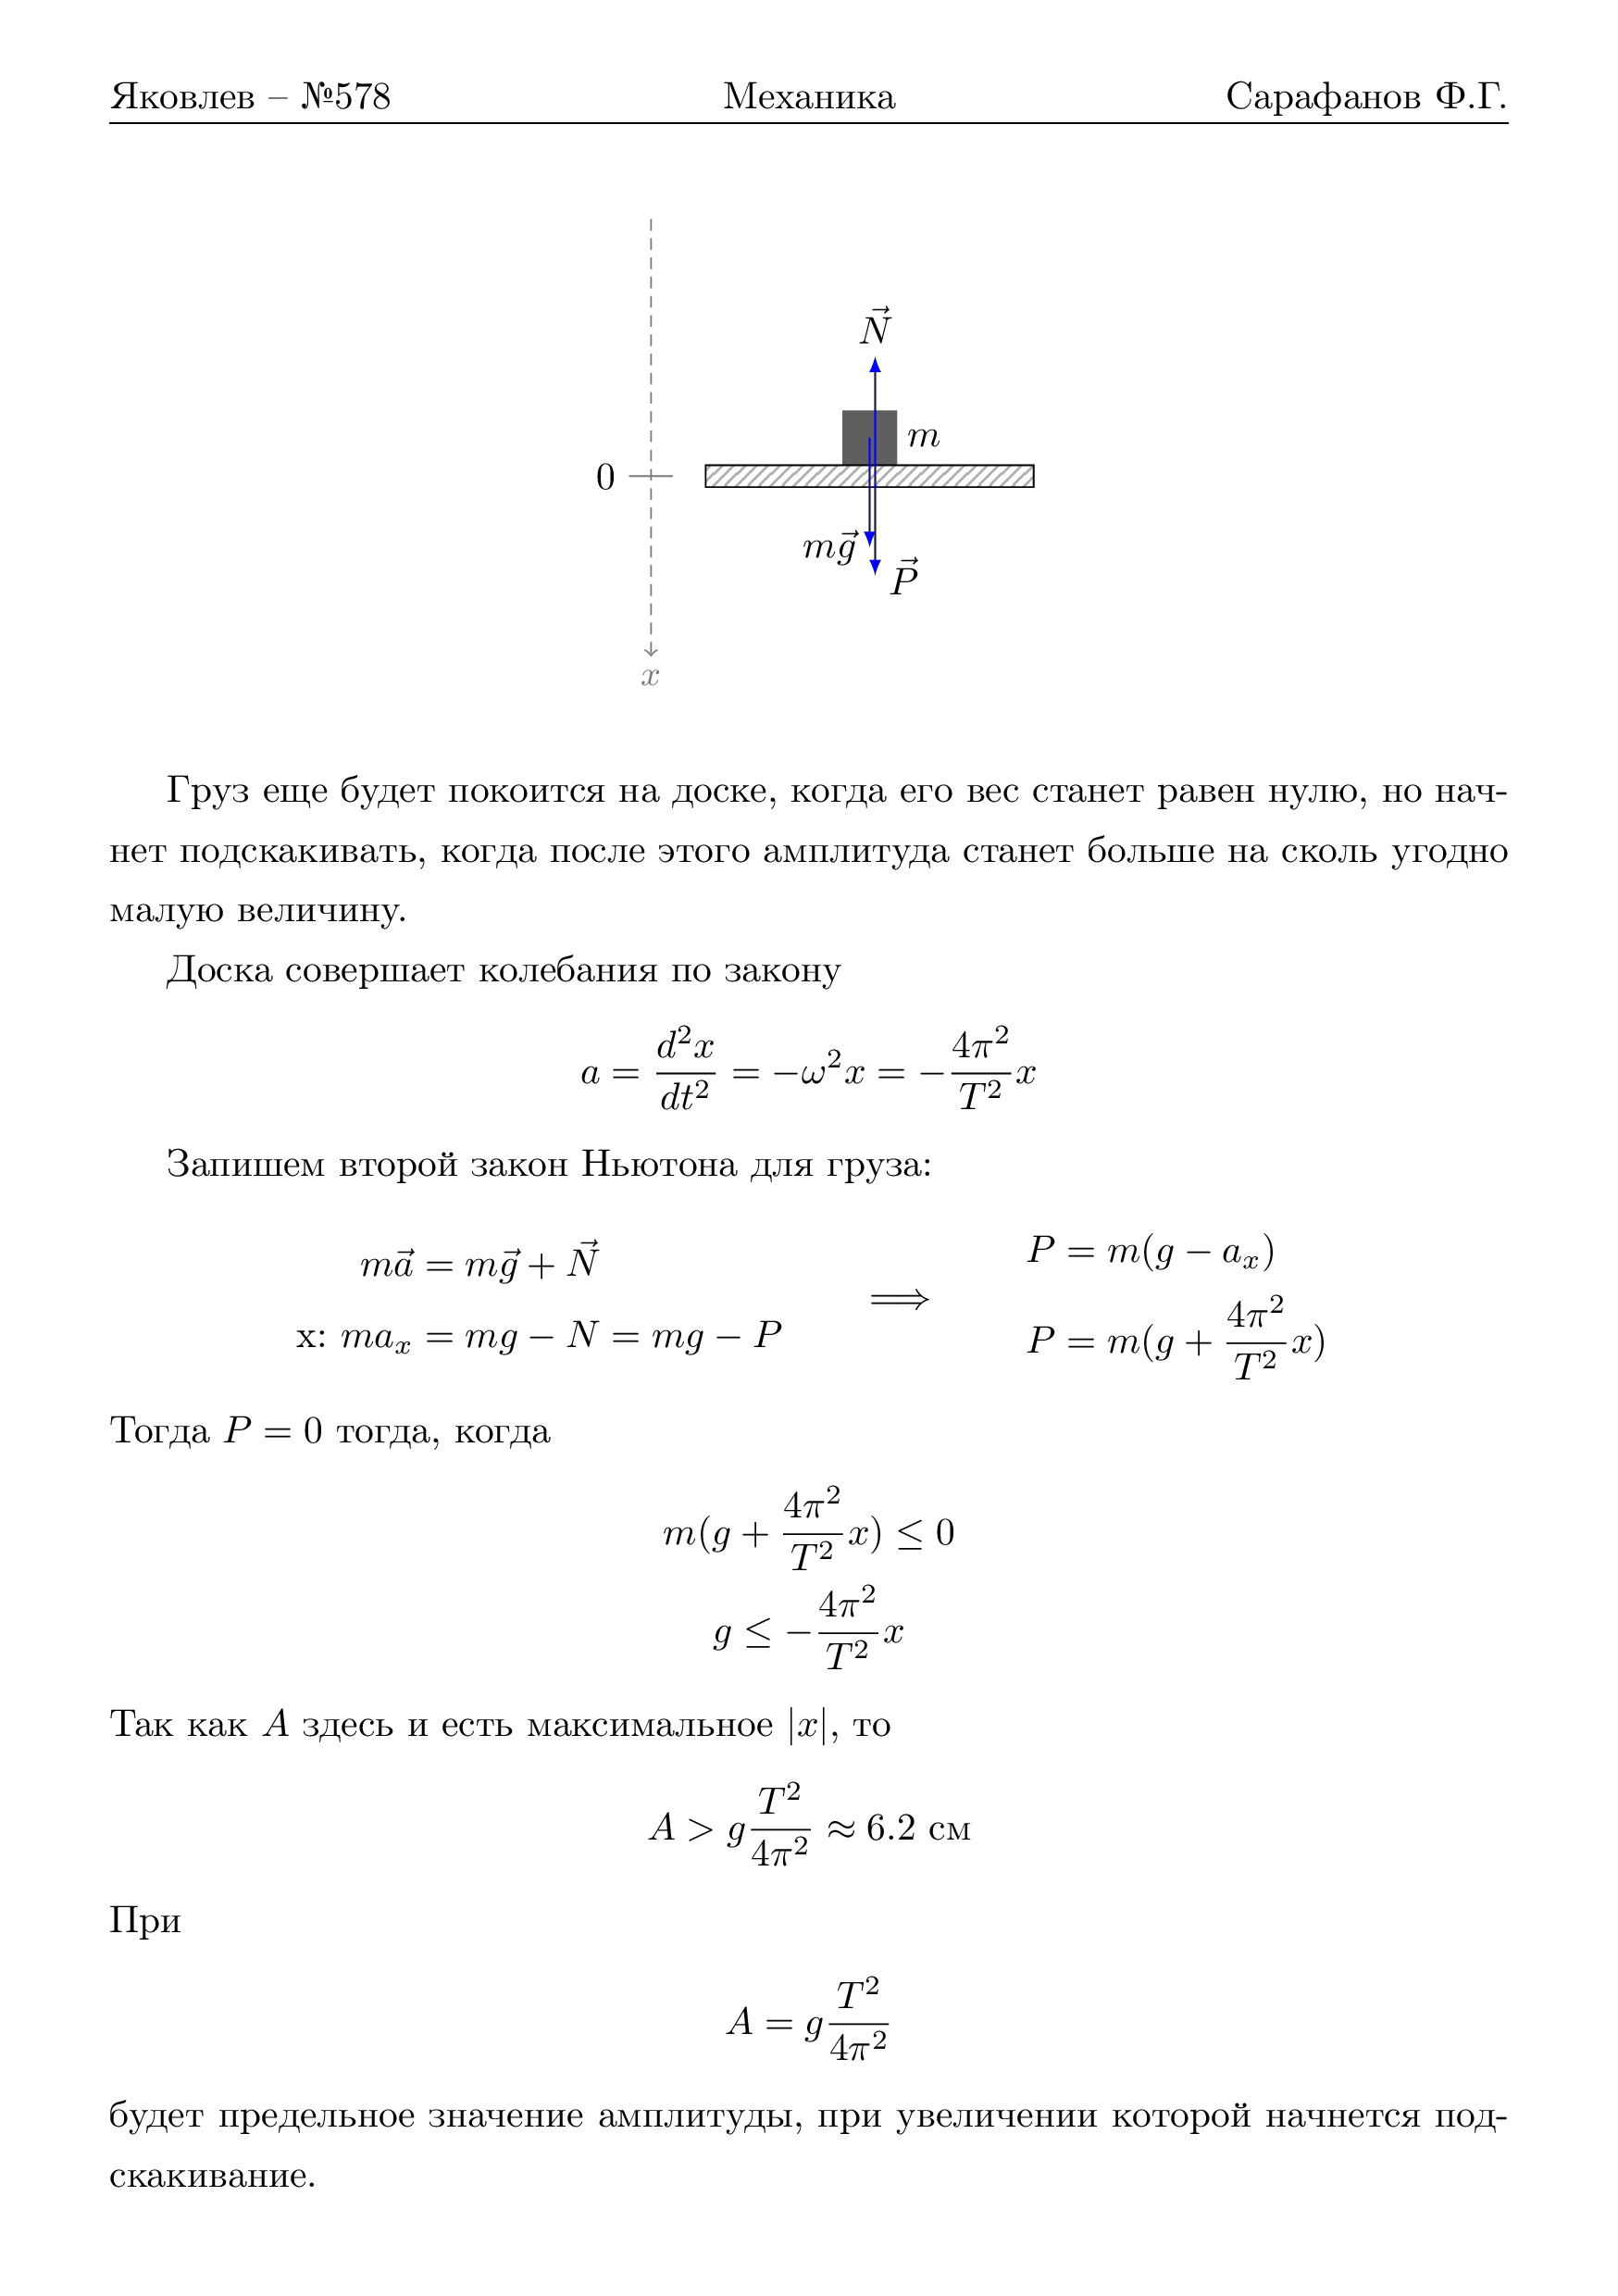 Яковлев – №578 Механика Сарафанов Ф.Г.
$\vec{N}$
$m$
0
$m\vec{g}$
$\vec{P}$
$x$
Груз еще будет покоится на доске, когда его вес станет равен нулю, но нач-
нет подскакивать, когда после этого амплитуда станет больше на сколь угодно
малую величину.
Доска совершает колебания по закону
$a = \frac{d^2x}{dt^2} = -\omega^2 x = -\frac{4\pi^2}{T^2}x$
Запишем второй закон Ньютона для груза:
$m\vec{a} = m\vec{g} + \vec{N}$
x: $ma_x = mg - N = mg - P$
$\Longrightarrow$
$P = m(g - a_x)$
$P = m(g + \frac{4\pi^2}{T^2}x)$
Тогда $P = 0$ тогда, когда
$m(g + \frac{4\pi^2}{T^2}x) \leq 0$
$g \leq -\frac{4\pi^2}{T^2}x$
Так как $A$ здесь и есть максимальное $|x|$, то
$A > g\frac{T^2}{4\pi^2} \approx 6.2$ см
При
$A = g\frac{T^2}{4\pi^2}$
будет предельное значение амплитуды, при увеличении которой начнется под-
скакивание.